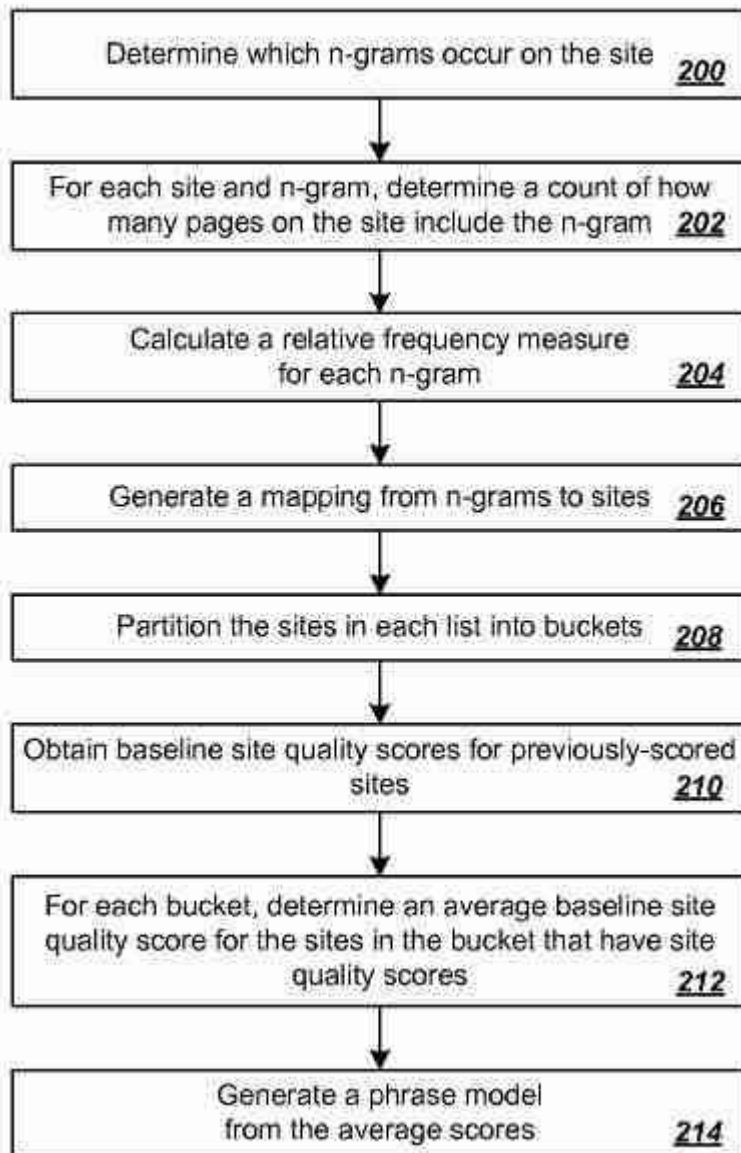 Determine which n-grams occur on the site
200
For each site and n-gram, determine a count of how
many pages on the site include the n-gram 202
Calculate a relative frequency measure
for each n-gram 204
Generate a mapping from n-grams to sites 206
Partition the sites in each list into buckets 208
Obtain baseline site quality scores for previously-scored
sites 210
For each bucket, determine an average baseline site
quality score for the sites in the bucket that have site
quality scores 212
Generate a phrase model
from the average scores 214